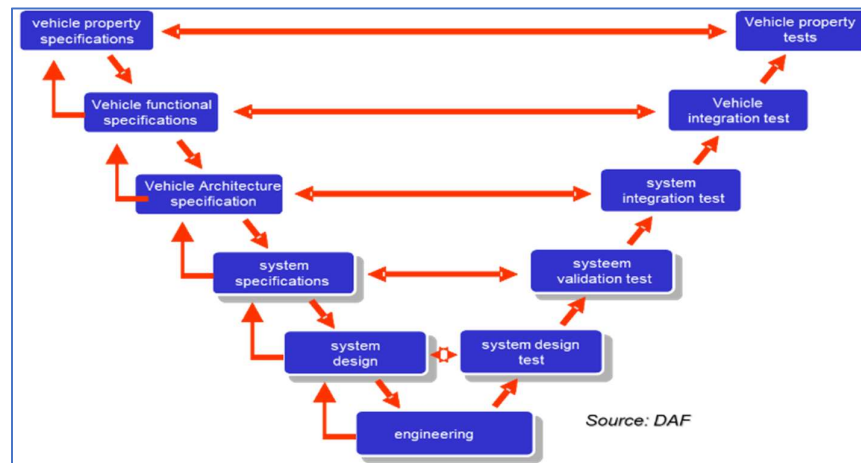 vehicle property
specifications
Vehicle property
tests
Vehicle functional
specifications
Vehicle
integration test
Vehicle Architecture
specification
system
integration test
system
specifications
systeem
validation test
system
design
system design
test
engineering
Source: DAF